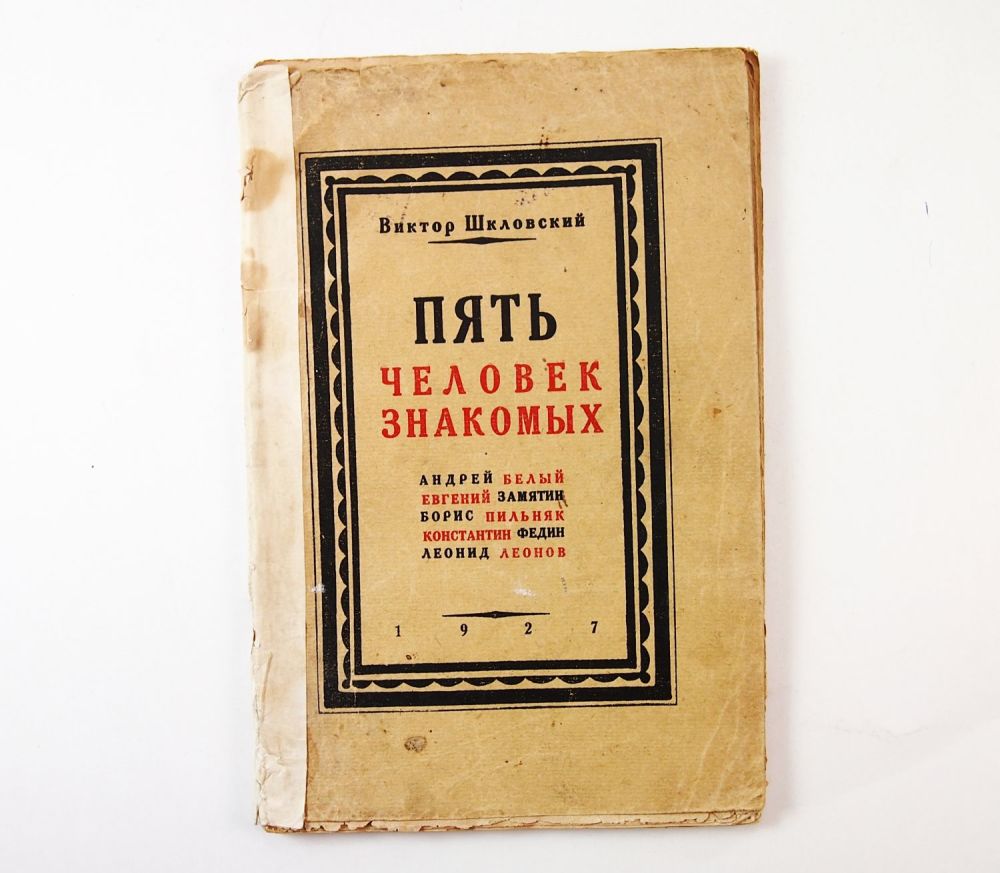 Виктор Шкловский
ПЯТЬ
ЧЕЛОВЕК
ЗНАКОМЫХ
АНДРЕЙ БЕЛЫЙ
ЕВГЕНИЙ ЗАМЯТИН
БОРИС ПИЛЬНЯК
КОНСТАНТИН ФЕДИН
ЛЕОНИД ЛЕОНОВ
1 9 2 7